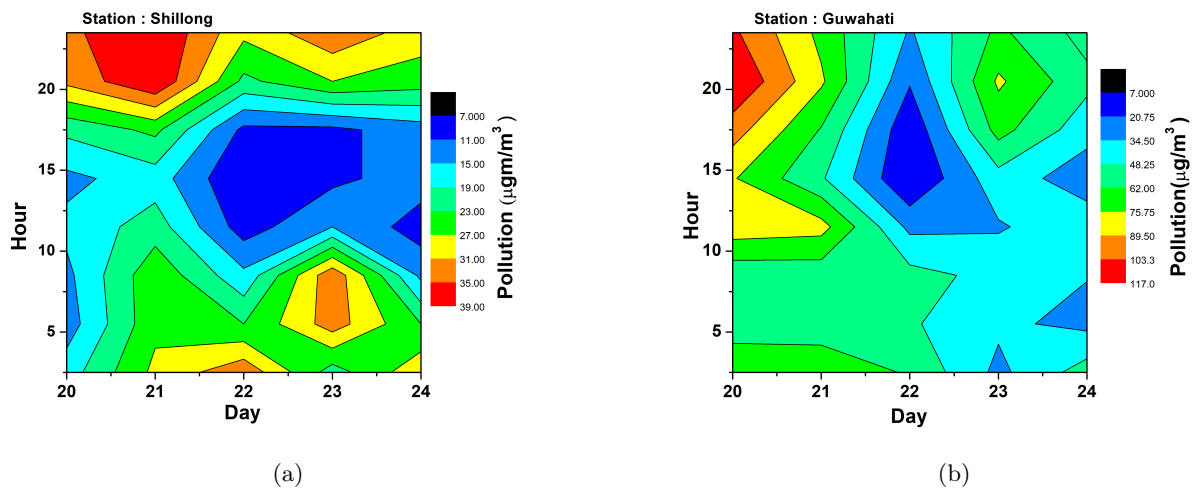 Station : Shillong
20
15
10
5
Hour
20 21 22 23 24
Day
7.000
11.00
15.00
19.00
23.00
27.00
31.00
35.00
39.00
Pollution (μgm/m³)
(a)
Station : Guwahati
20
15
10
5
Hour
20 21 22 23 24
Day
7.000
20.75
34.50
48.25
62.00
75.75
89.50
103.3
117.0
Pollution(μg/m³)
(b)